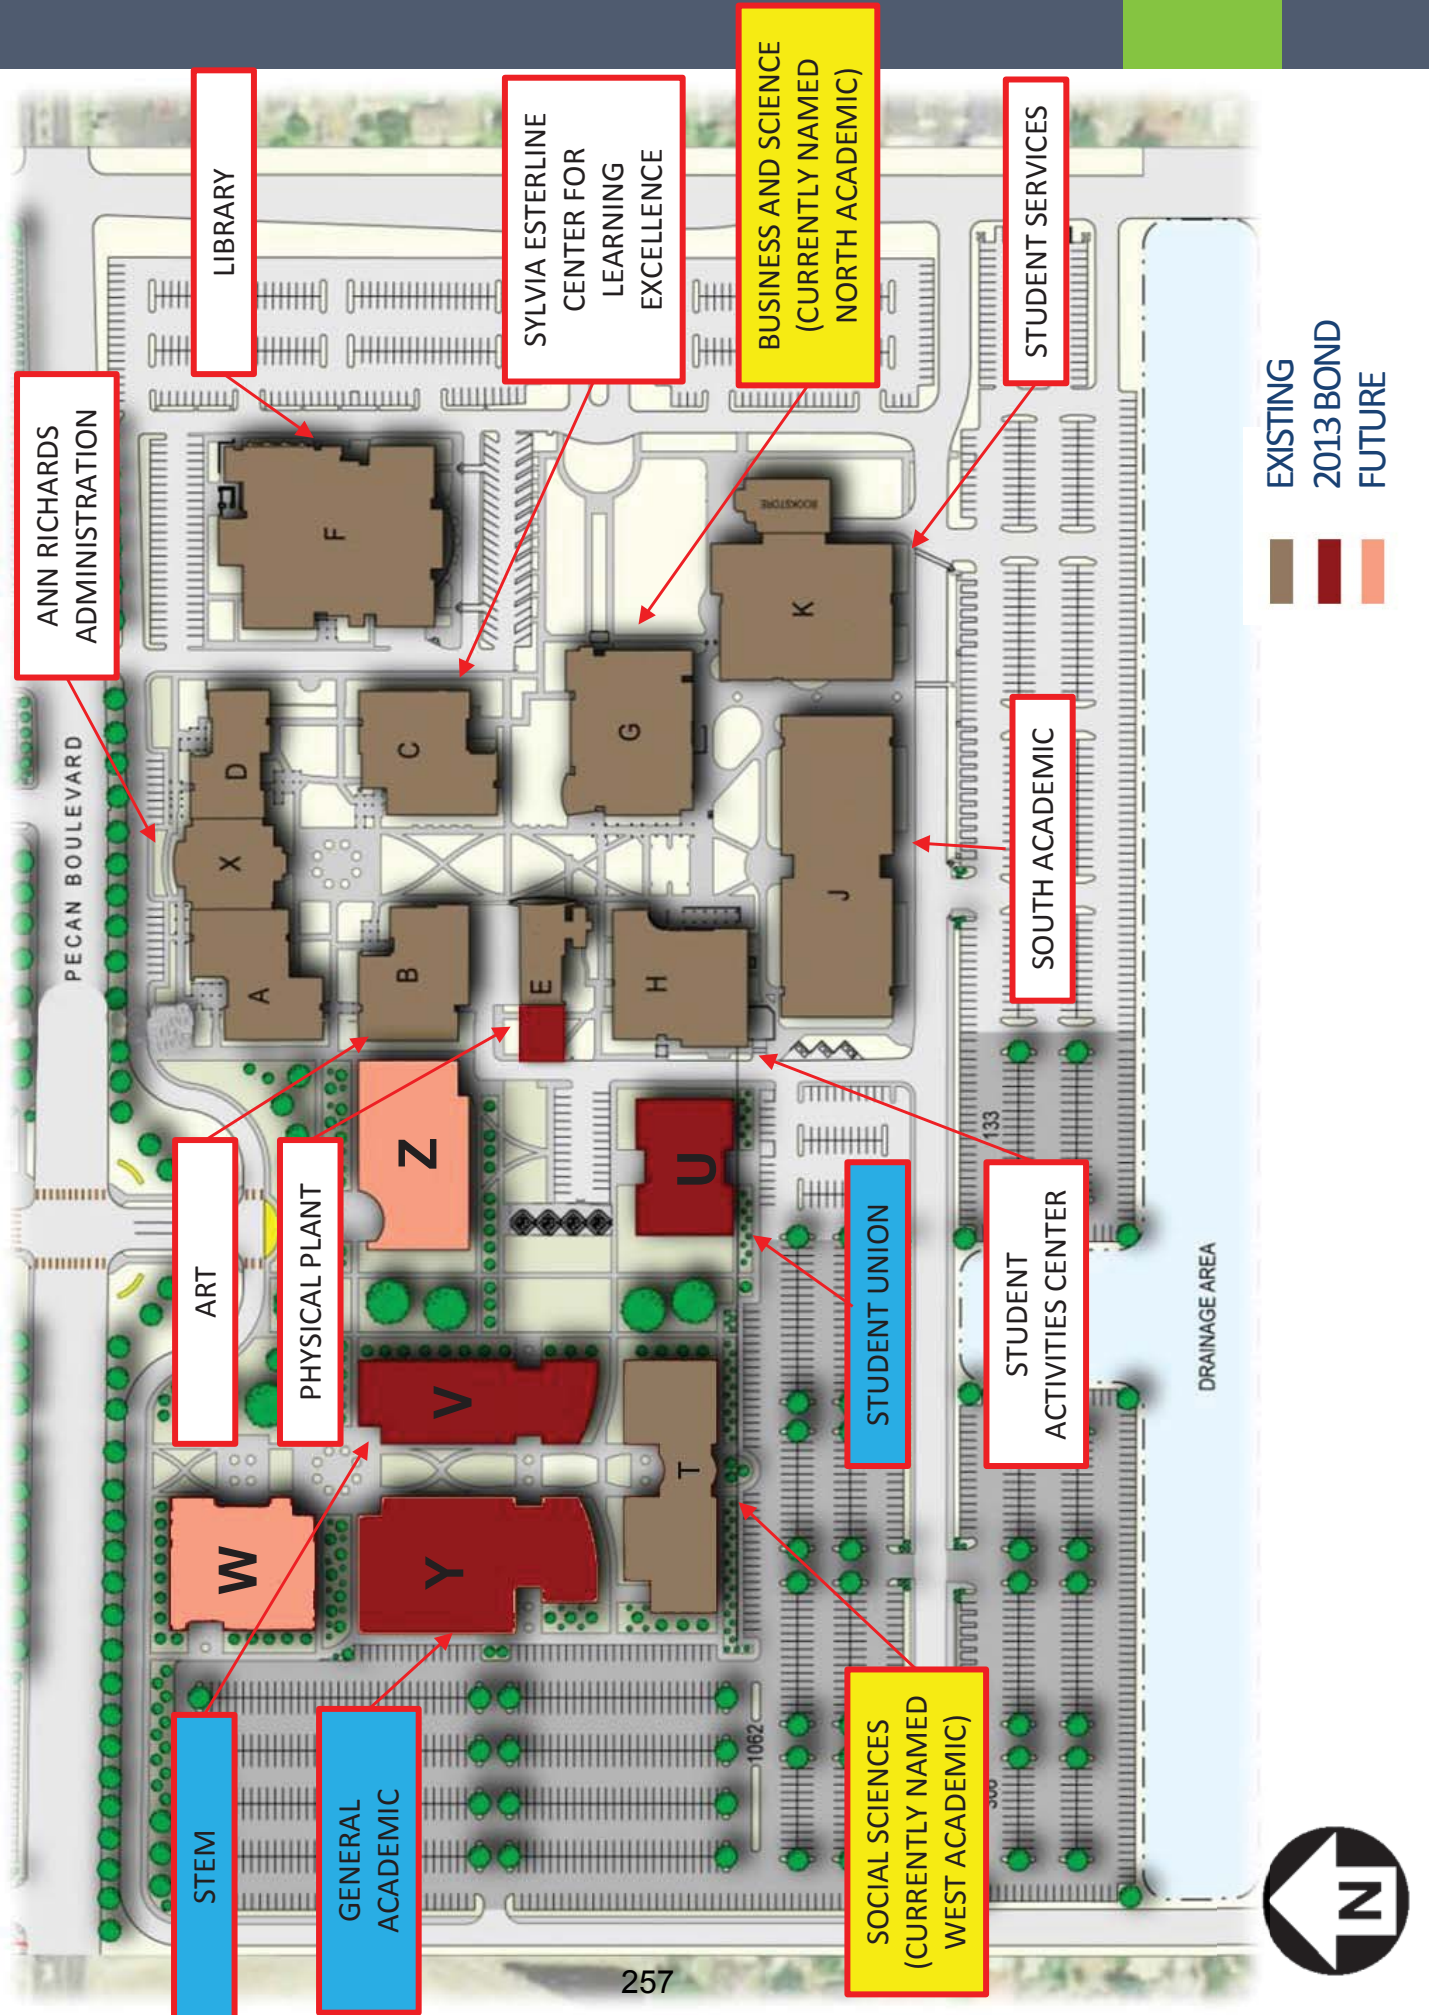 ANN RICHARDS
ADMINISTRATION
LIBRARY
SYLVIA ESTERLINE
CENTER FOR
LEARNING
EXCELLENCE
BUSINESS AND SCIENCE
(CURRENTLY NAMED
NORTH ACADEMIC)
STUDENT SERVICES
PECAN BOULEVARD
ART
PHYSICAL PLANT
STEM
GENERAL
ACADEMIC
SOCIAL SCIENCES
(CURRENTLY NAMED
WEST ACADEMIC)
STUDENT UNION
STUDENT
ACTIVITIES CENTER
SOUTH ACADEMIC
W
Y
V
T
Z
U
A
X
D
B
C
E
H
G
F
J
K
BOOKSTORE
133
1062
DRAINAGE AREA
EXISTING
2013 BOND
FUTURE
N
257